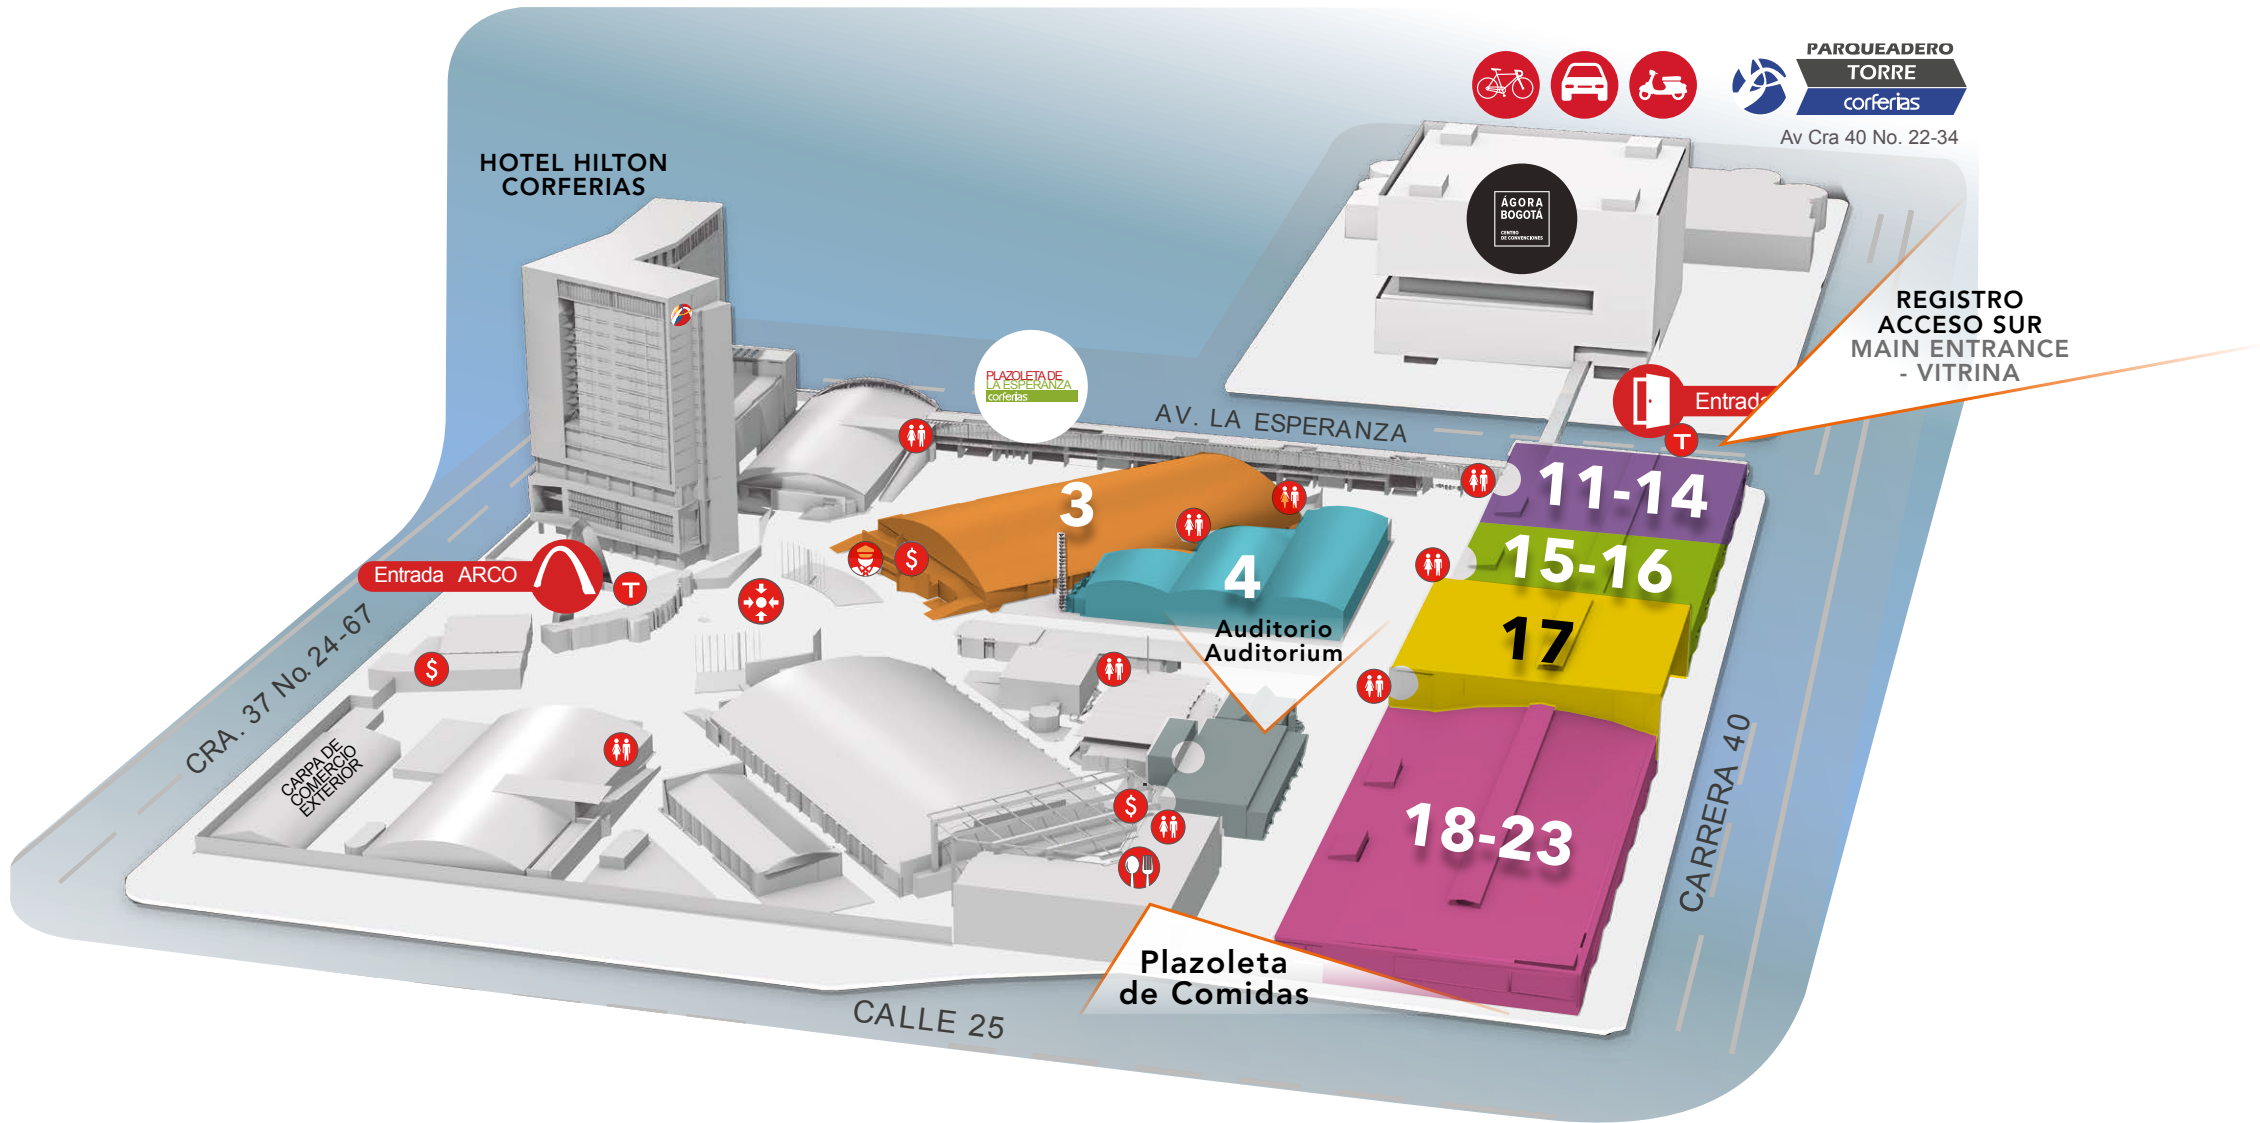 PARQUEADERO
TORRE
corferias
Av Cra 40 No. 22-34
HOTEL HILTON
CORFERIAS
ÁGORA
BOGOTÁ
CENTRO
DE CONVENCIONES
REGISTRO
ACCESO SUR
MAIN ENTRANCE
- VITRINA
Entrada
T
PLAZOLETA DE
LA ESPERANZA
corferias
AV. LA ESPERANZA
11-14
3
15-16
$
4
Entrada ARCO
T
17
Auditorio
Auditorium
CRA. 37 No. 24-67
$
CARPA DE
COMERCIO
EXTERIOR
$
18-23
CARRERA 40
Plazoleta
de Comidas
CALLE 25